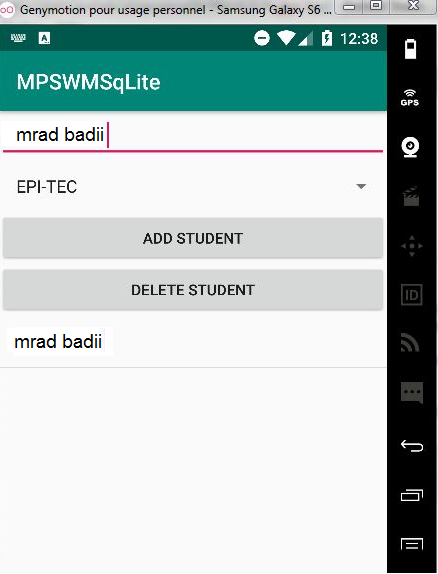 Genymotion pour usage personnel - Samsung Galaxy S6 ...
A
12:38
MPSWMSqLite
mrad badii
EPI-TEC
ADD STUDENT
DELETE STUDENT
mrad badii
GPS
ID